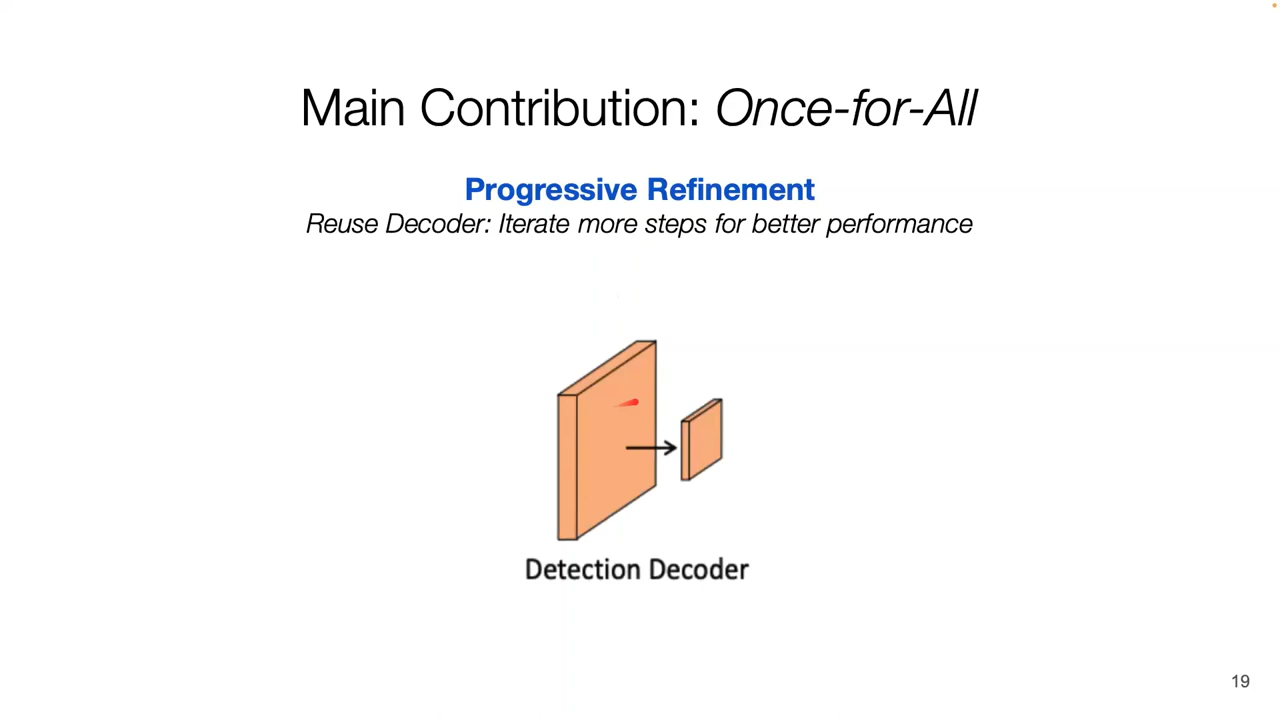 Main Contribution: Once-for-All
Progressive Refinement
Reuse Decoder: Iterate more steps for better performance
Detection Decoder
19